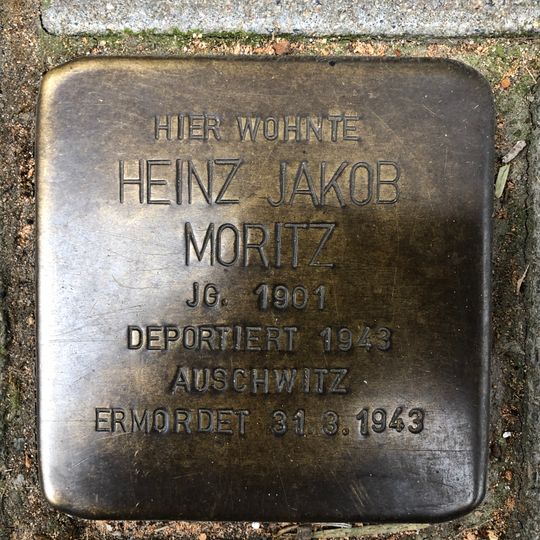 HIER WOHNTE
HEINZ JAKOB
MORITZ
JG. 1901
DEPORTIERT 1943
AUSCHWITZ
ERMORDET 31.3.1943